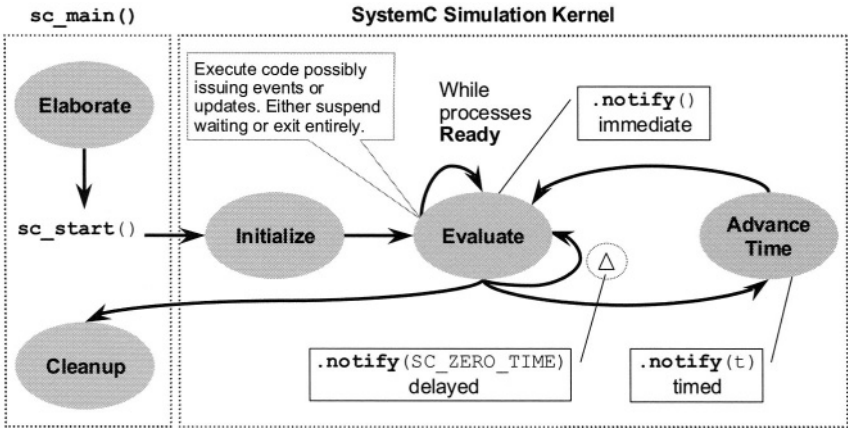 sc_main()
SystemC Simulation Kernel
Execute code possibly
issuing events or
updates. Either suspend
waiting or exit entirely.
While
processes
Ready
.notify()
immediate
Elaborate
sc_start()
Initialize
Evaluate
Advance
Time
Δ
Cleanup
.notify(SC_ZERO_TIME)
delayed
.notify(t)
timed